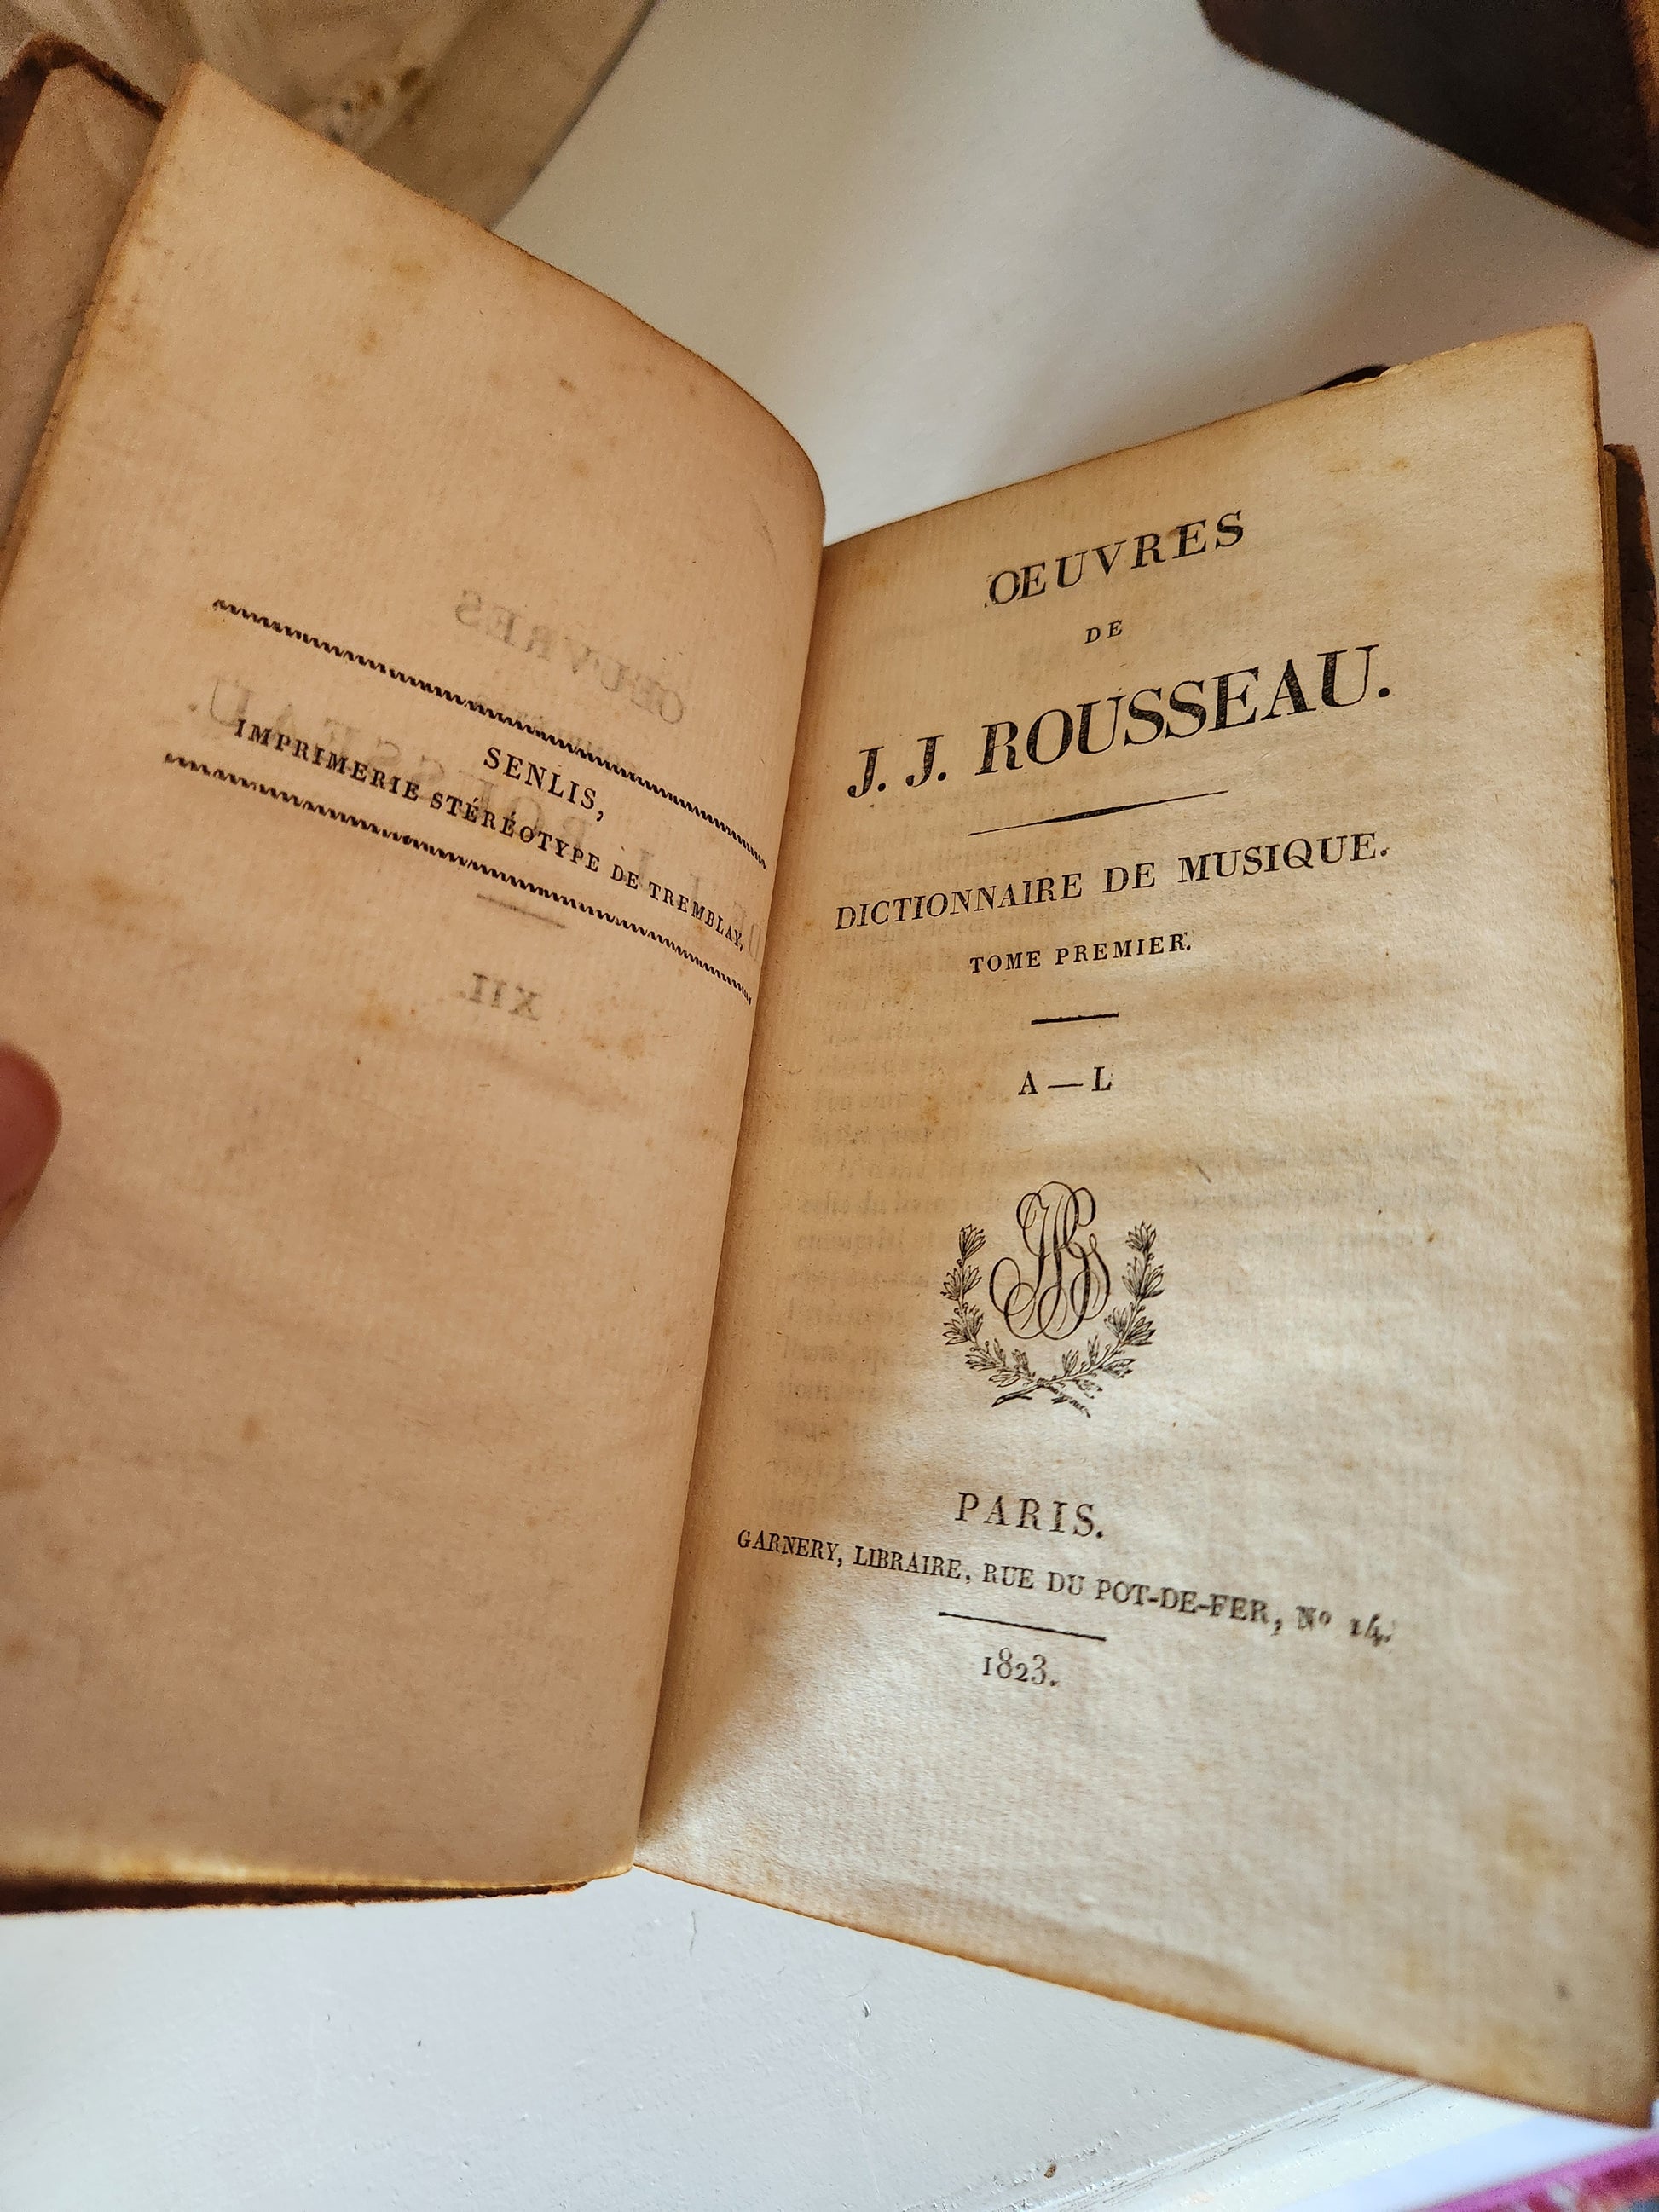 SENLIS,
IMPRIMERIE STÉRÉOTYPE DE TREMBLAY.
XII.
ŒUVRES
DE
J. J. ROUSSEAU.
DICTIONNAIRE DE MUSIQUE.
TOME PREMIER.
A — L
PARIS.
GARNERY, LIBRAIRE, RUE DU POT-DE-FER, Nº 14.
1823.